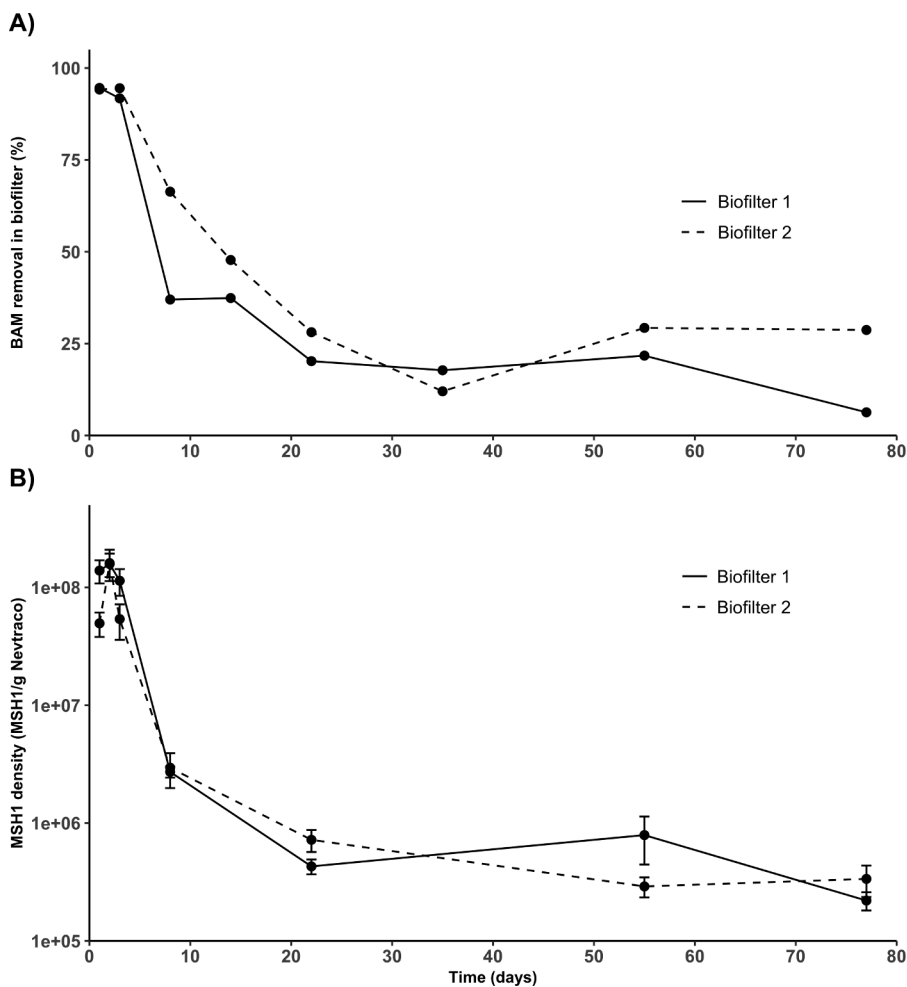 A)
BAM removal in biofilter (%)
100
75
50
25
0
0 10 20 30 40 50 60 70 80
Biofilter 1
Biofilter 2
B)
MSH1 density (MSH1/g Nevtraco)
1e+08
1e+07
1e+06
1e+05
0 10 20 30 40 50 60 70 80
Biofilter 1
Biofilter 2
Time (days)